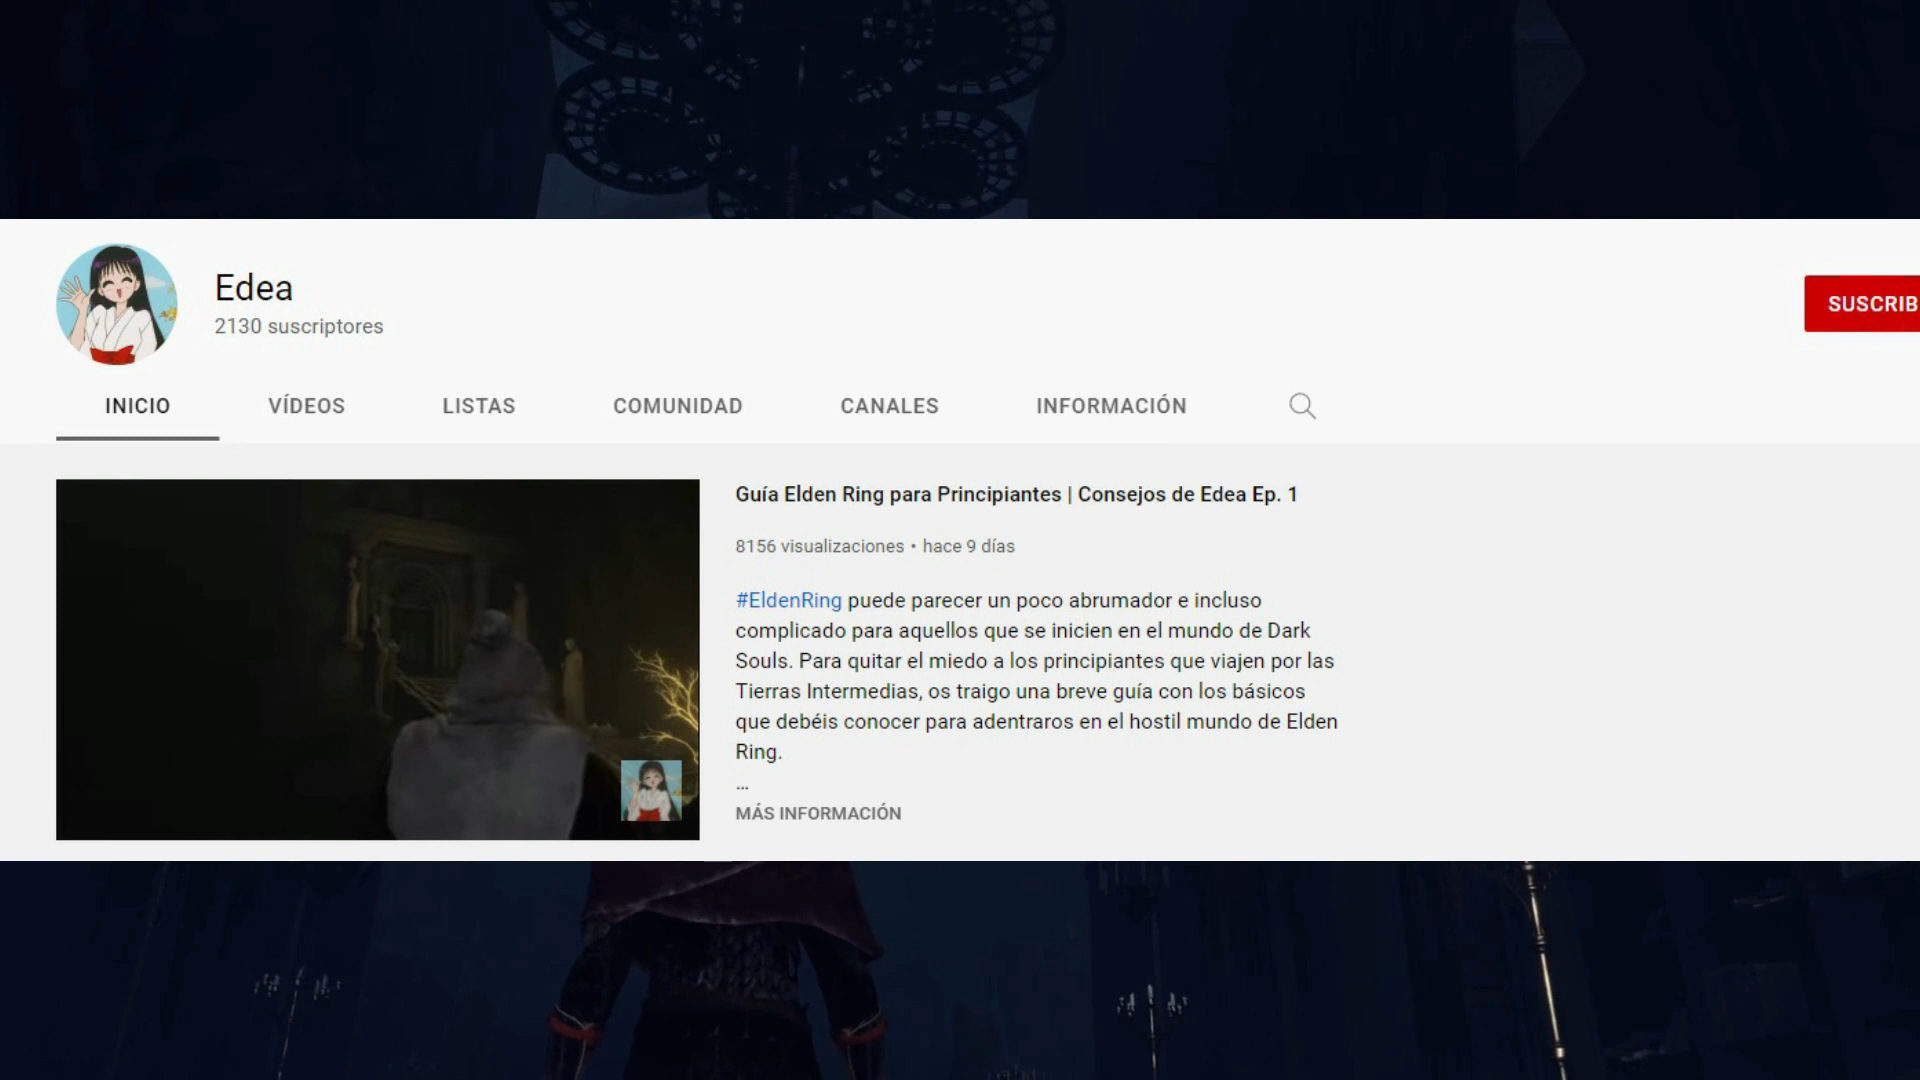 Edea
2130 suscriptores
SUSCRIB
INICIO
VÍDEOS
LISTAS
COMUNIDAD
CANALES
INFORMACIÓN
Guía Elden Ring para Principiantes | Consejos de Edea Ep. 1
8156 visualizaciones • hace 9 días
#EldenRing puede parecer un poco abrumador e incluso
complicado para aquellos que se inicien en el mundo de Dark
Souls. Para quitar el miedo a los principiantes que viajen por las
Tierras Intermedias, os traigo una breve guía con los básicos
que debéis conocer para adentraros en el hostil mundo de Elden
Ring.
...
MÁS INFORMACIÓN